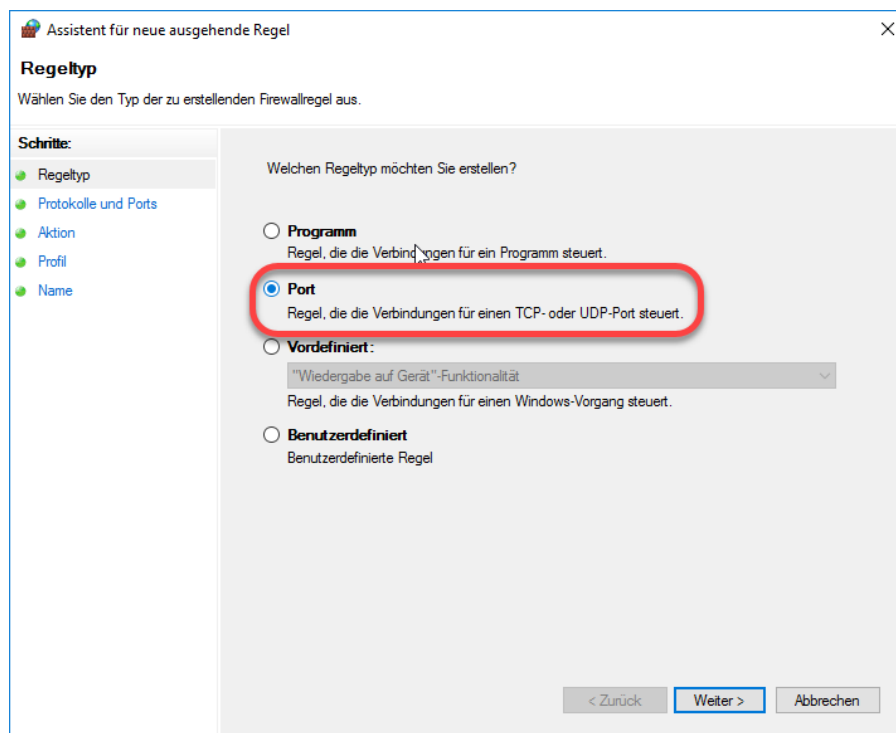 Assistent für neue ausgehende Regel
Regeltyp
Wählen Sie den Typ der zu erstellenden Firewallregel aus.
Schritte:
Regeltyp
Protokolle und Ports
Aktion
Profil
Name
Welchen Regeltyp möchten Sie erstellen?
Programm
Regel, die die Verbindungen für ein Programm steuert.
Port
Regel, die die Verbindungen für einen TCP- oder UDP-Port steuert.
Vordefiniert:
"Wiedergabe auf Gerät"-Funktionalität
Regel, die die Verbindungen für einen Windows-Vorgang steuert.
Benutzerdefiniert
Benutzerdefinierte Regel
< Zurück
Weiter >
Abbrechen